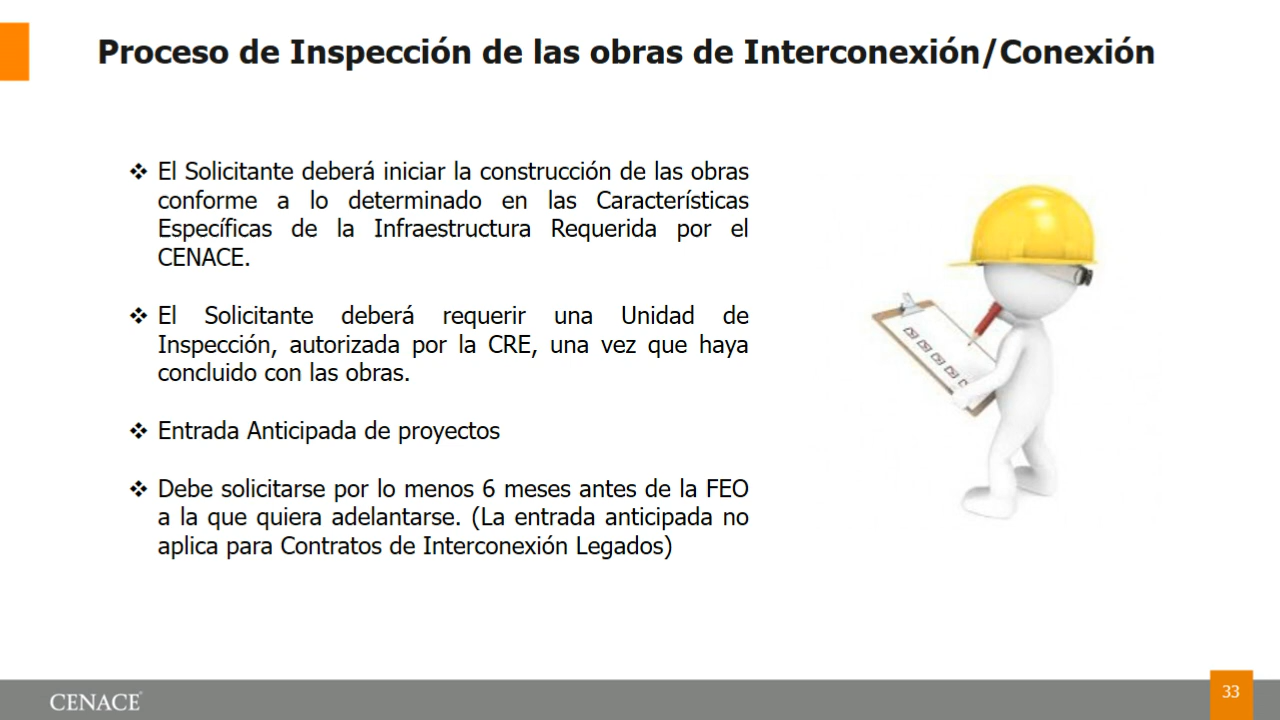 Proceso de Inspección de las obras de Interconexión/Conexión
❖ El Solicitante deberá iniciar la construcción de las obras
conforme a lo determinado en las Características
Específicas de la Infraestructura Requerida por el
CENACE.
❖ El Solicitante deberá requerir una Unidad de
Inspección, autorizada por la CRE, una vez que haya
concluido con las obras.
❖ Entrada Anticipada de proyectos
❖ Debe solicitarse por lo menos 6 meses antes de la FEO
a la que quiera adelantarse. (La entrada anticipada no
aplica para Contratos de Interconexión Legados)
CENACE
33